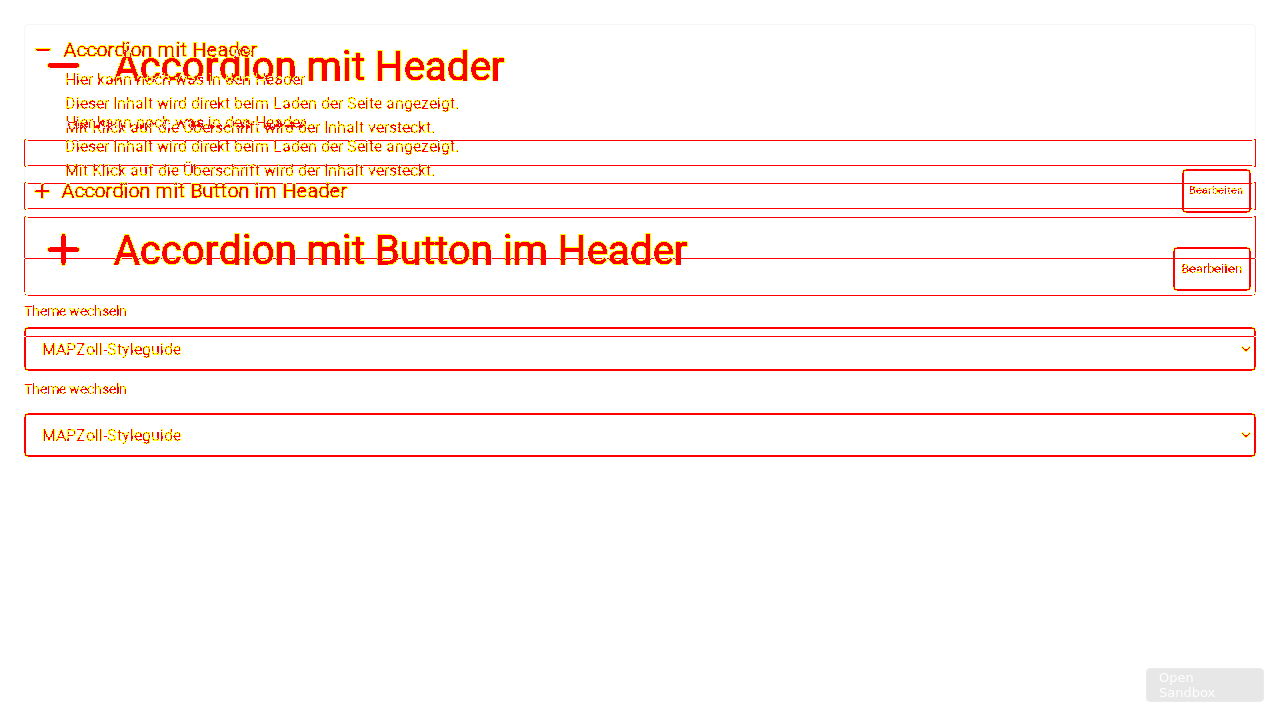 Accordion mit Header
Accordion mit Header
Hier kann noch was in den Header
Dieser Inhalt wird direkt beim Laden der Seite angezeigt.
Hier kann noch was in den Header
Mit Klick auf die Überschrift wird der Inhalt versteckt.
Dieser Inhalt wird direkt beim Laden der Seite angezeigt.
Mit Klick auf die Überschrift wird der Inhalt versteckt.
Accordion mit Button im Header
Bearbeiten
Accordion mit Button im Header
Bearbeiten
Theme wechseln
MAPZoll-Styleguide
Theme wechseln
MAPZoll-Styleguide
Open
Sandbox